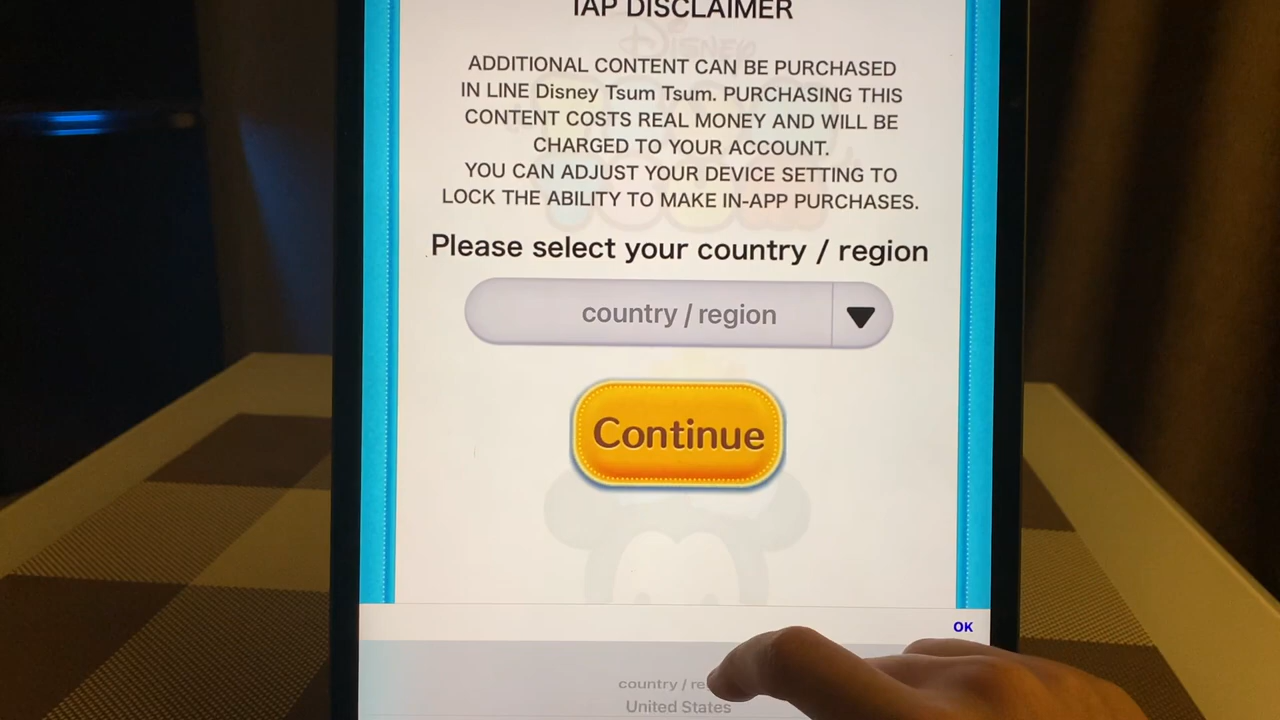 TAP DISCLAIMER
Disney
ADDITIONAL CONTENT CAN BE PURCHASED
IN LINE Disney Tsum Tsum. PURCHASING THIS
CONTENT COSTS REAL MONEY AND WILL BE
CHARGED TO YOUR ACCOUNT.
YOU CAN ADJUST YOUR DEVICE SETTING TO
LOCK THE ABILITY TO MAKE IN-APP PURCHASES.
Please select your country / region
country / region
Continue
OK
country / re
United States